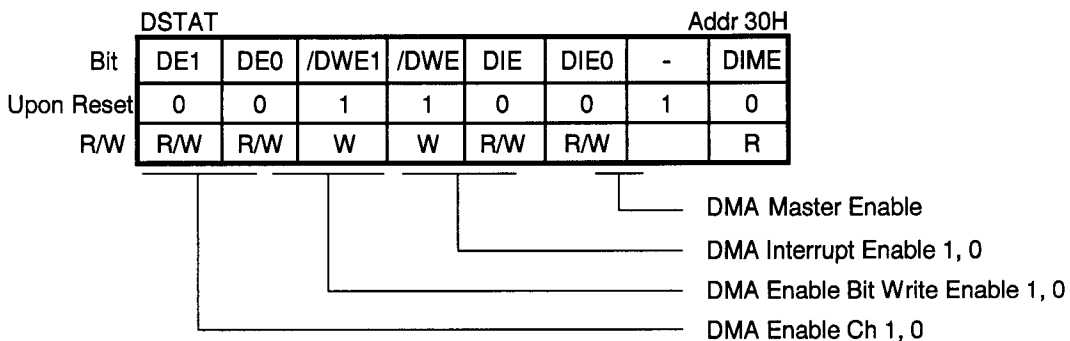 DSTAT Addr 30H
Bit DE1 DE0 /DWE1 /DWE DIE DIE0 - DIME
Upon Reset 0 0 1 1 0 0 1 0
R/W R/W R/W W W R/W R/W R
DMA Master Enable
DMA Interrupt Enable 1, 0
DMA Enable Bit Write Enable 1, 0
DMA Enable Ch 1, 0